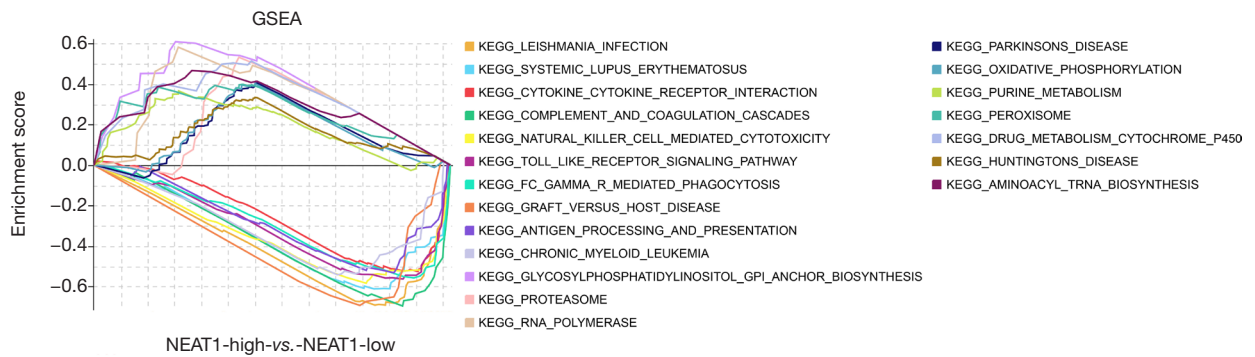 GSEA
Enrichment score
0.6
0.4
0.2
0.0
−0.2
−0.4
−0.6
NEAT1-high-vs.-NEAT1-low
KEGG_LEISHMANIA_INFECTION
KEGG_SYSTEMIC_LUPUS_ERYTHEMATOSUS
KEGG_CYTOKINE_CYTOKINE_RECEPTOR_INTERACTION
KEGG_COMPLEMENT_AND_COAGULATION_CASCADES
KEGG_NATURAL_KILLER_CELL_MEDIATED_CYTOTOXICITY
KEGG_TOLL_LIKE_RECEPTOR_SIGNALING_PATHWAY
KEGG_FC_GAMMA_R_MEDIATED_PHAGOCYTOSIS
KEGG_GRAFT_VERSUS_HOST_DISEASE
KEGG_ANTIGEN_PROCESSING_AND_PRESENTATION
KEGG_CHRONIC_MYELOID_LEUKEMIA
KEGG_GLYCOSYLPHOSPHATIDYLINOSITOL_GPI_ANCHOR_BIOSYNTHESIS
KEGG_PROTEASOME
KEGG_RNA_POLYMERASE
KEGG_PARKINSONS_DISEASE
KEGG_OXIDATIVE_PHOSPHORYLATION
KEGG_PURINE_METABOLISM
KEGG_PEROXISOME
KEGG_DRUG_METABOLISM_CYTOCHROME_P450
KEGG_HUNTINGTONS_DISEASE
KEGG_AMINOACYL_TRNA_BIOSYNTHESIS